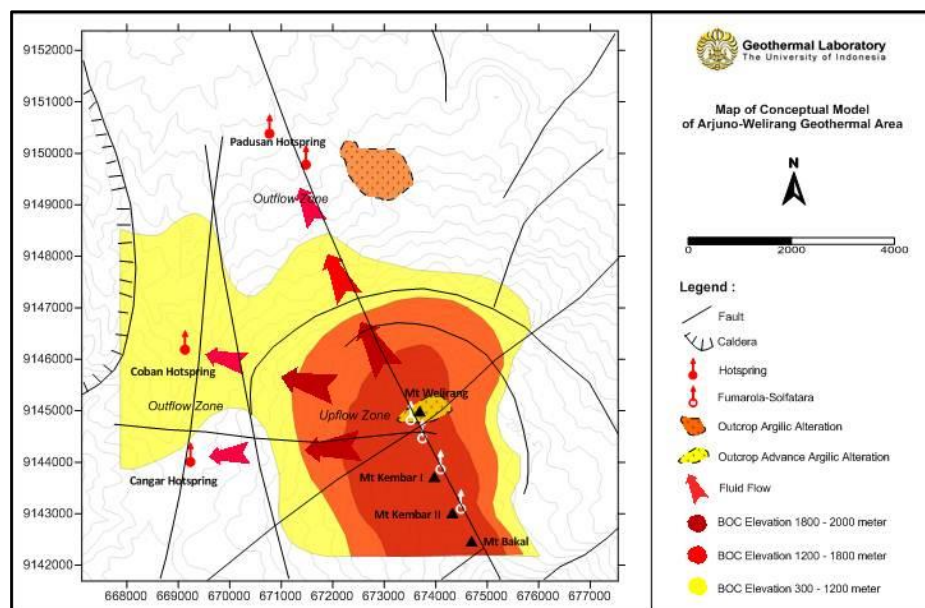 9152000
9151000
9150000
9149000
9148000
9147000
9146000
9145000
9144000
9143000
9142000
668000 669000 670000 671000 672000 673000 674000 675000 676000 677000
Padusan Hotspring
Outflow Zone
Coban Hotspring
Outflow Zone
Cangar Hotspring
Upflow Zone
Mt Welirang
Mt Kembar I
Mt Kembar II
Mt Bakal
Geothermal Laboratory
The University of Indonesia
Map of Conceptual Model
of Arjuno-Welirang Geothermal Area
N
0 2000 4000
Legend :
Fault
Caldera
Hotspring
Fumarola-Solfatara
Outcrop Argilic Alteration
Outcrop Advance Argilic Alteration
Fluid Flow
BOC Elevation 1800 - 2000 meter
BOC Elevation 1200 - 1800 meter
BOC Elevation 300 - 1200 meter